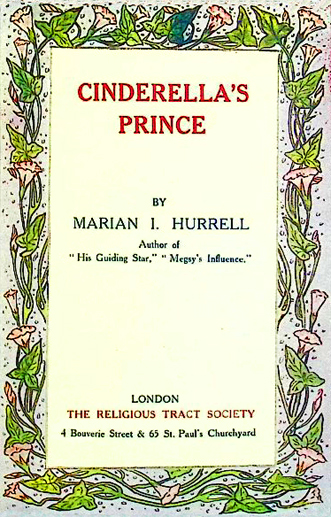 CINDERELLA'S
PRINCE
BY
MARIAN I. HURRELL
Author of
"His Guiding Star," "Megsy's Influence."
LONDON
THE RELIGIOUS TRACT SOCIETY
4 Bouverie Street & 65 St. Paul's Churchyard